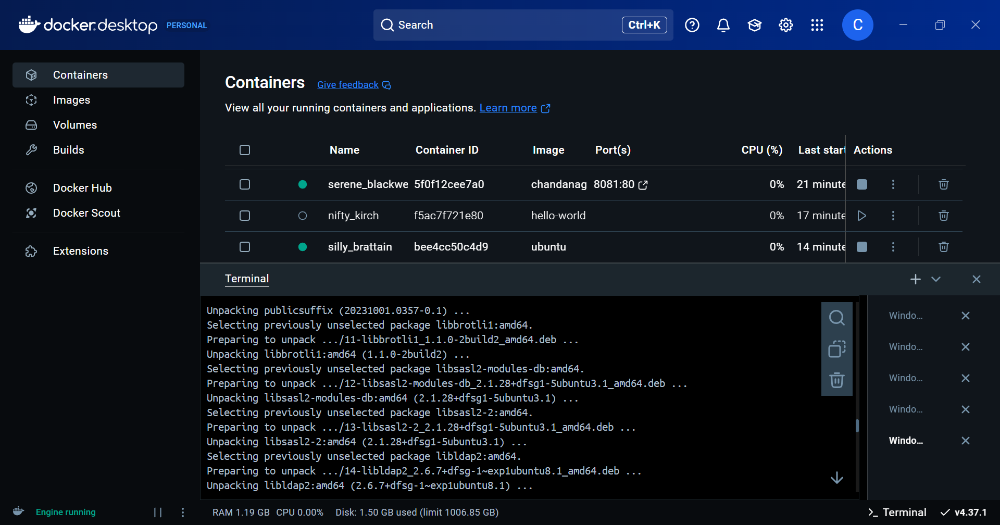 docker desktop PERSONAL
Search Ctrl+K
C
Containers
Images
Volumes
Builds
Docker Hub
Docker Scout
Extensions
Containers Give feedback
View all your running containers and applications. Learn more
Name Container ID Image Port(s) CPU (%) Last start Actions
serene_blackwe 5f0f12cee7a0 chandanag 8081:80 0% 21 minute
nifty_kirch f5ac7f721e80 hello-world 0% 17 minute
silly_brattain bee4cc50c4d9 ubuntu 0% 14 minute
Terminal
Unpacking publicsuffix (20231001.0357-0.1) ...
Selecting previously unselected package libbrotli1:amd64.
Preparing to unpack .../11-libbrotli1_1.1.0-2build2_amd64.deb ...
Unpacking libbrotli1:amd64 (1.1.0-2build2) ...
Selecting previously unselected package libsasl2-modules-db:amd64.
Preparing to unpack .../12-libsasl2-modules-db_2.1.28+dfsg1-5ubuntu3.1_amd64.deb ...
Unpacking libsasl2-modules-db:amd64 (2.1.28+dfsg1-5ubuntu3.1) ...
Selecting previously unselected package libsasl2-2:amd64.
Preparing to unpack .../13-libsasl2-2_2.1.28+dfsg1-5ubuntu3.1_amd64.deb ...
Unpacking libsasl2-2:amd64 (2.1.28+dfsg1-5ubuntu3.1) ...
Selecting previously unselected package libldap2:amd64.
Preparing to unpack .../14-libldap2_2.6.7+dfsg-1~exp1ubuntu8.1_amd64.deb ...
Unpacking libldap2:amd64 (2.6.7+dfsg-1~exp1ubuntu8.1) ...
Windo...
Windo...
Windo...
Windo...
Windo...
Engine running
RAM 1.19 GB CPU 0.00% Disk: 1.50 GB used (limit 1006.85 GB)
Terminal v4.37.1